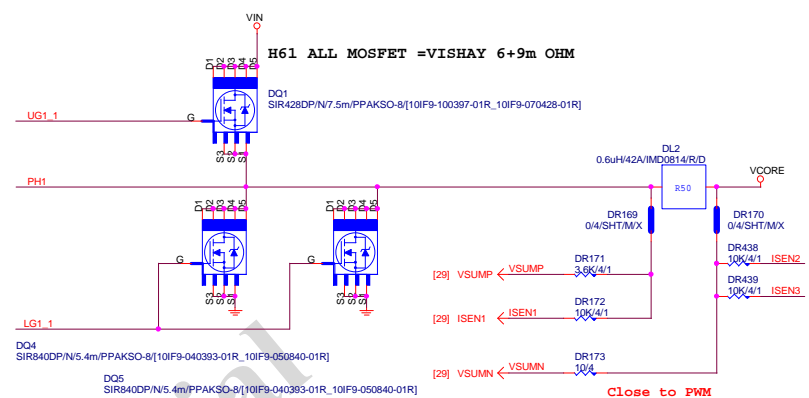 VIN
H61 ALL MOSFET =VISHAY 6+9m OHM
D1
D2
D3
D4
D5
DQ1
SIR428DP/N/7.5m/PPAKSO-8/[10IF9-100397-01R_10IF9-070428-01R]
UG1_1
G
S3
S2
S1
DL2
0.6uH/42A/IMD0814/R/D
VCORE
PH1
R50
D1
D2
D3
D4
D5
D1
D2
D3
D4
D5
DR169
0/4/SHT/M/X
DR170
0/4/SHT/M/X
G
G
DR438
10K/4/1
ISEN2
DR171
[29] VSUMP
VSUMP
3.6K/4/1
DR439
10K/4/1
ISEN3
S3
S2
S1
S3
S2
S1
DR172
[29] ISEN1
ISEN1
10K/4/1
LG1_1
DQ4
SIR840DP/N/5.4m/PPAKSO-8/[10IF9-040393-01R_10IF9-050840-01R]
DR173
[29] VSUMN
VSUMN
10/4
DQ5
SIR840DP/N/5.4m/PPAKSO-8/[10IF9-040393-01R_10IF9-050840-01R]
Close to PWM